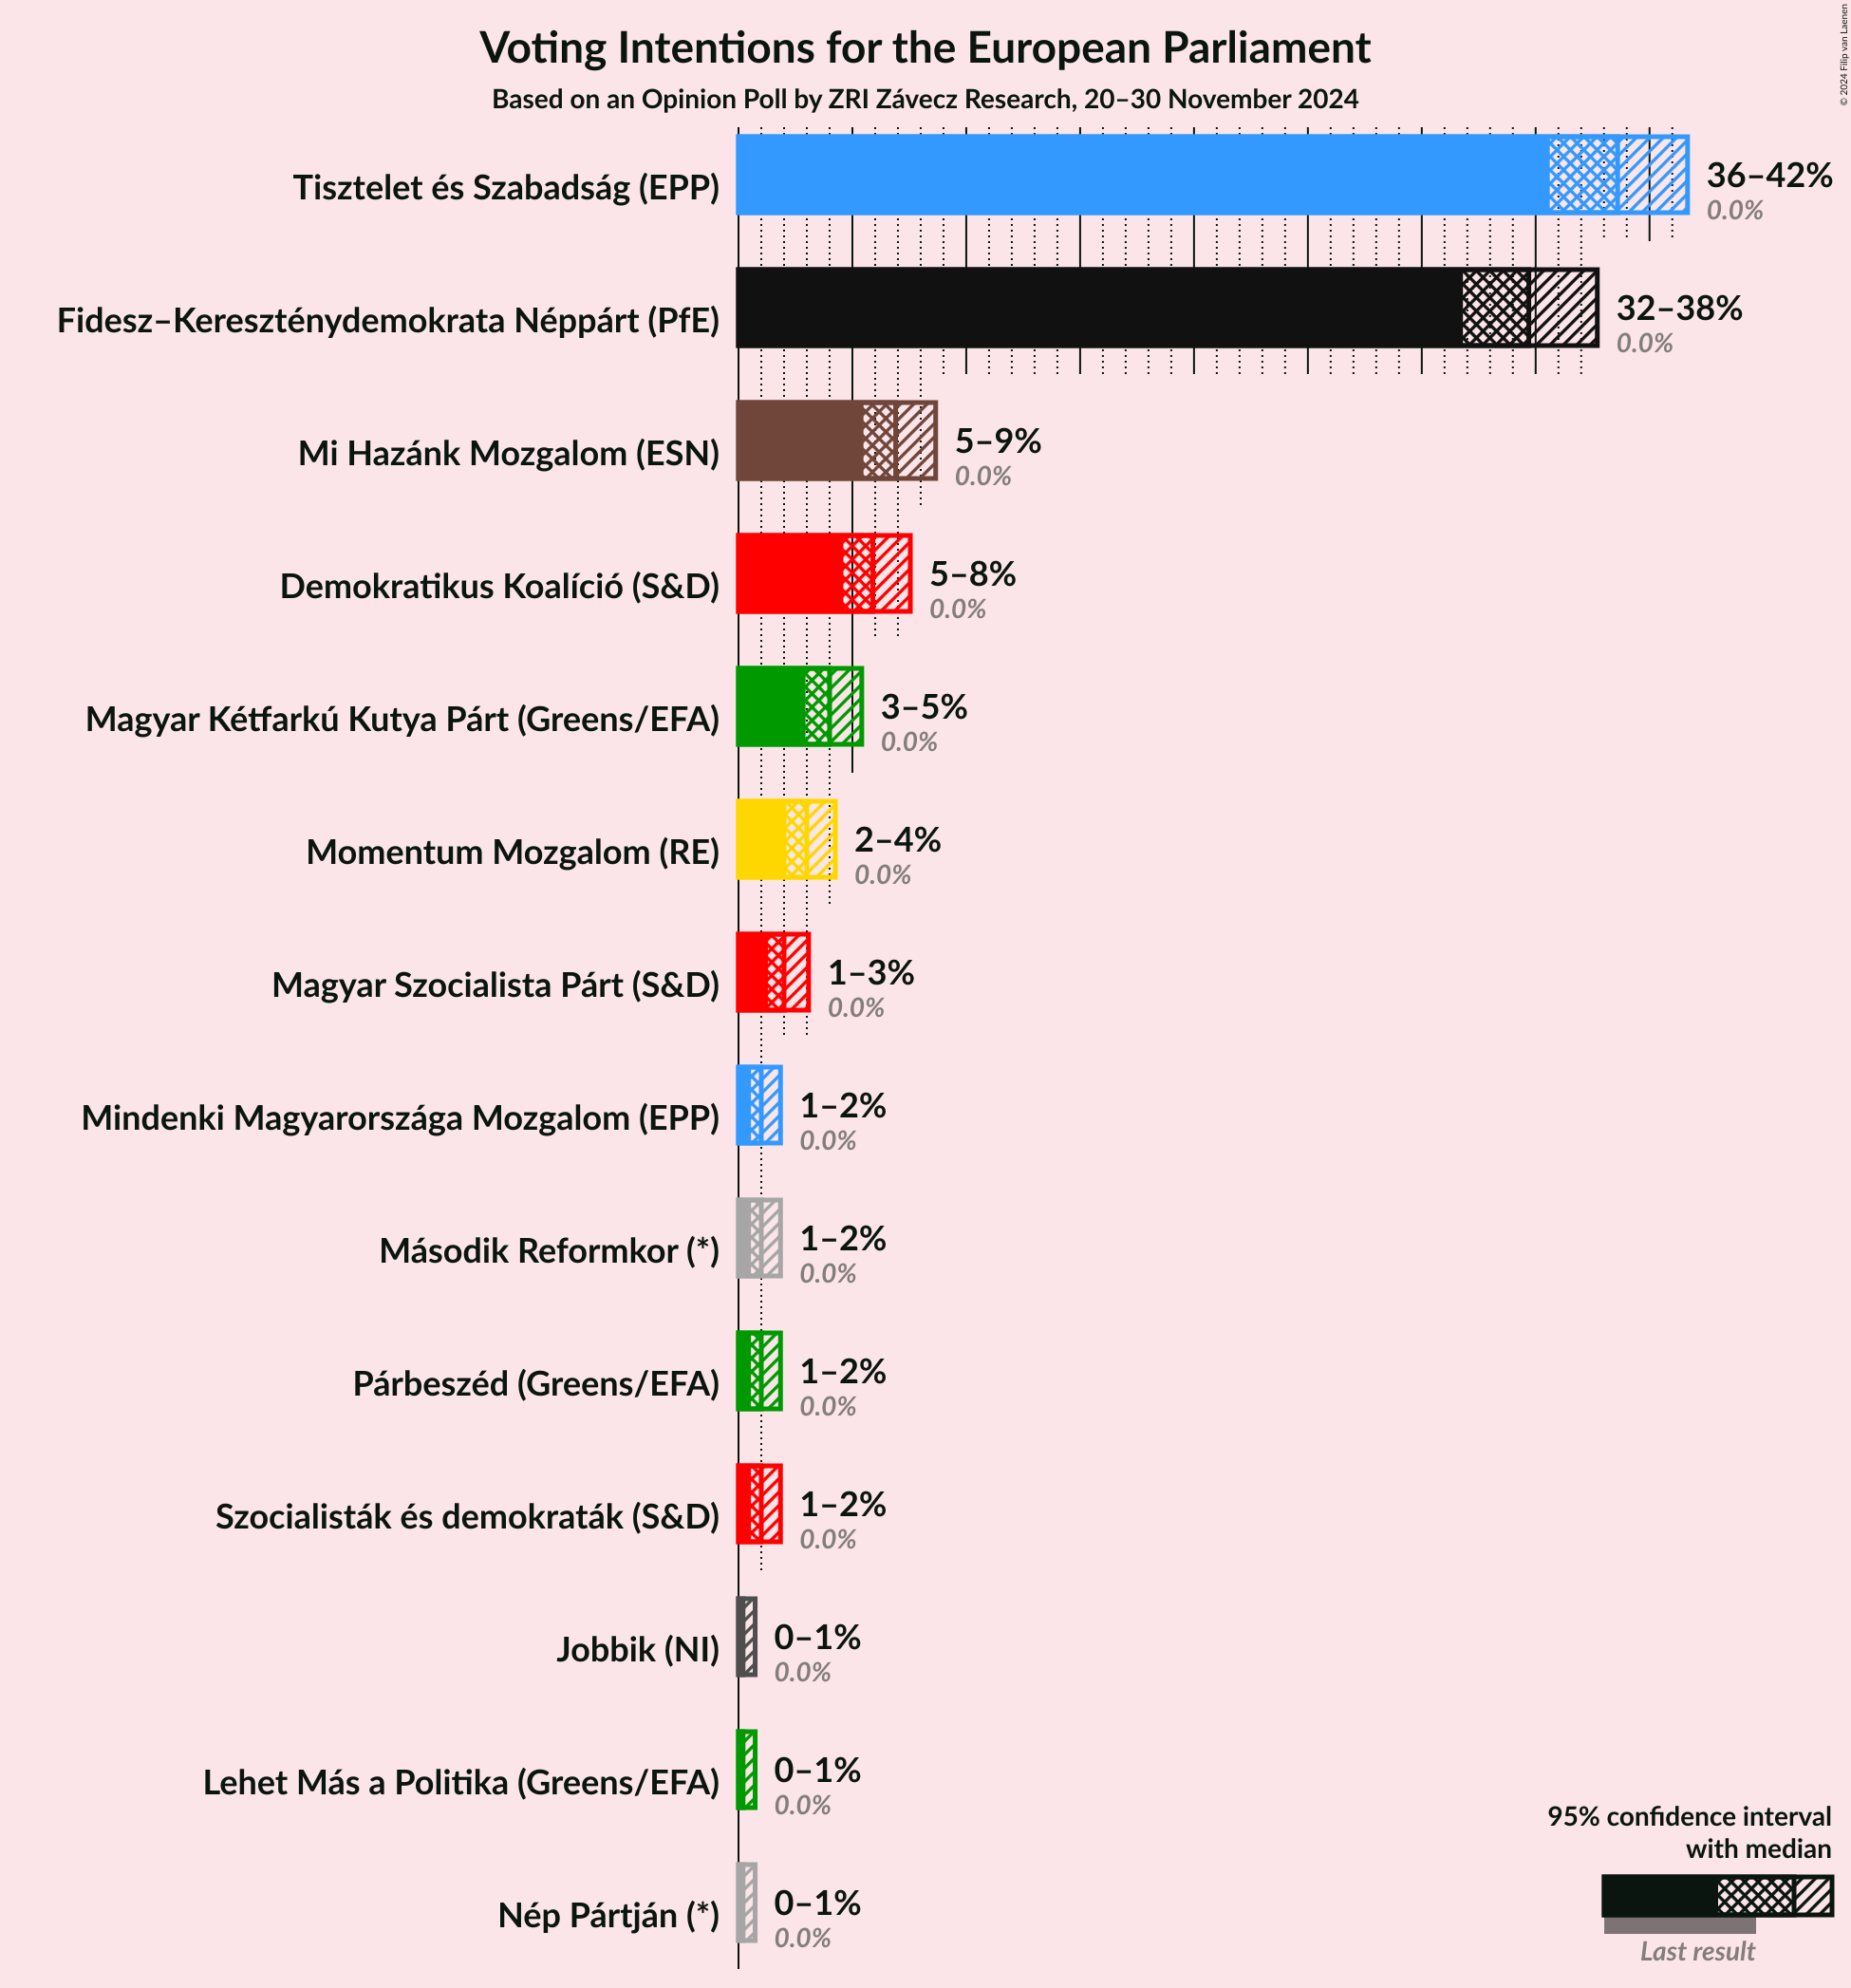 Voting Intentions for the European Parliament
Based on an Opinion Poll by ZRI Závecz Research, 20–30 November 2024
© 2024 Filip van Laenen
Tisztelet és Szabadság (EPP)
36–42%
0.0%
Fidesz–Kereszténydemokrata Néppárt (PfE)
32–38%
0.0%
Mi Hazánk Mozgalom (ESN)
5–9%
0.0%
Demokratikus Koalíció (S&D)
5–8%
0.0%
Magyar Kétfarkú Kutya Párt (Greens/EFA)
3–5%
0.0%
Momentum Mozgalom (RE)
2–4%
0.0%
Magyar Szocialista Párt (S&D)
1–3%
0.0%
Mindenki Magyarországa Mozgalom (EPP)
1–2%
0.0%
Második Reformkor (*)
1–2%
0.0%
Párbeszéd (Greens/EFA)
1–2%
0.0%
Szocialisták és demokraták (S&D)
1–2%
0.0%
Jobbik (NI)
0–1%
0.0%
Lehet Más a Politika (Greens/EFA)
0–1%
0.0%
Nép Pártján (*)
0–1%
0.0%
95% confidence interval
with median
Last result